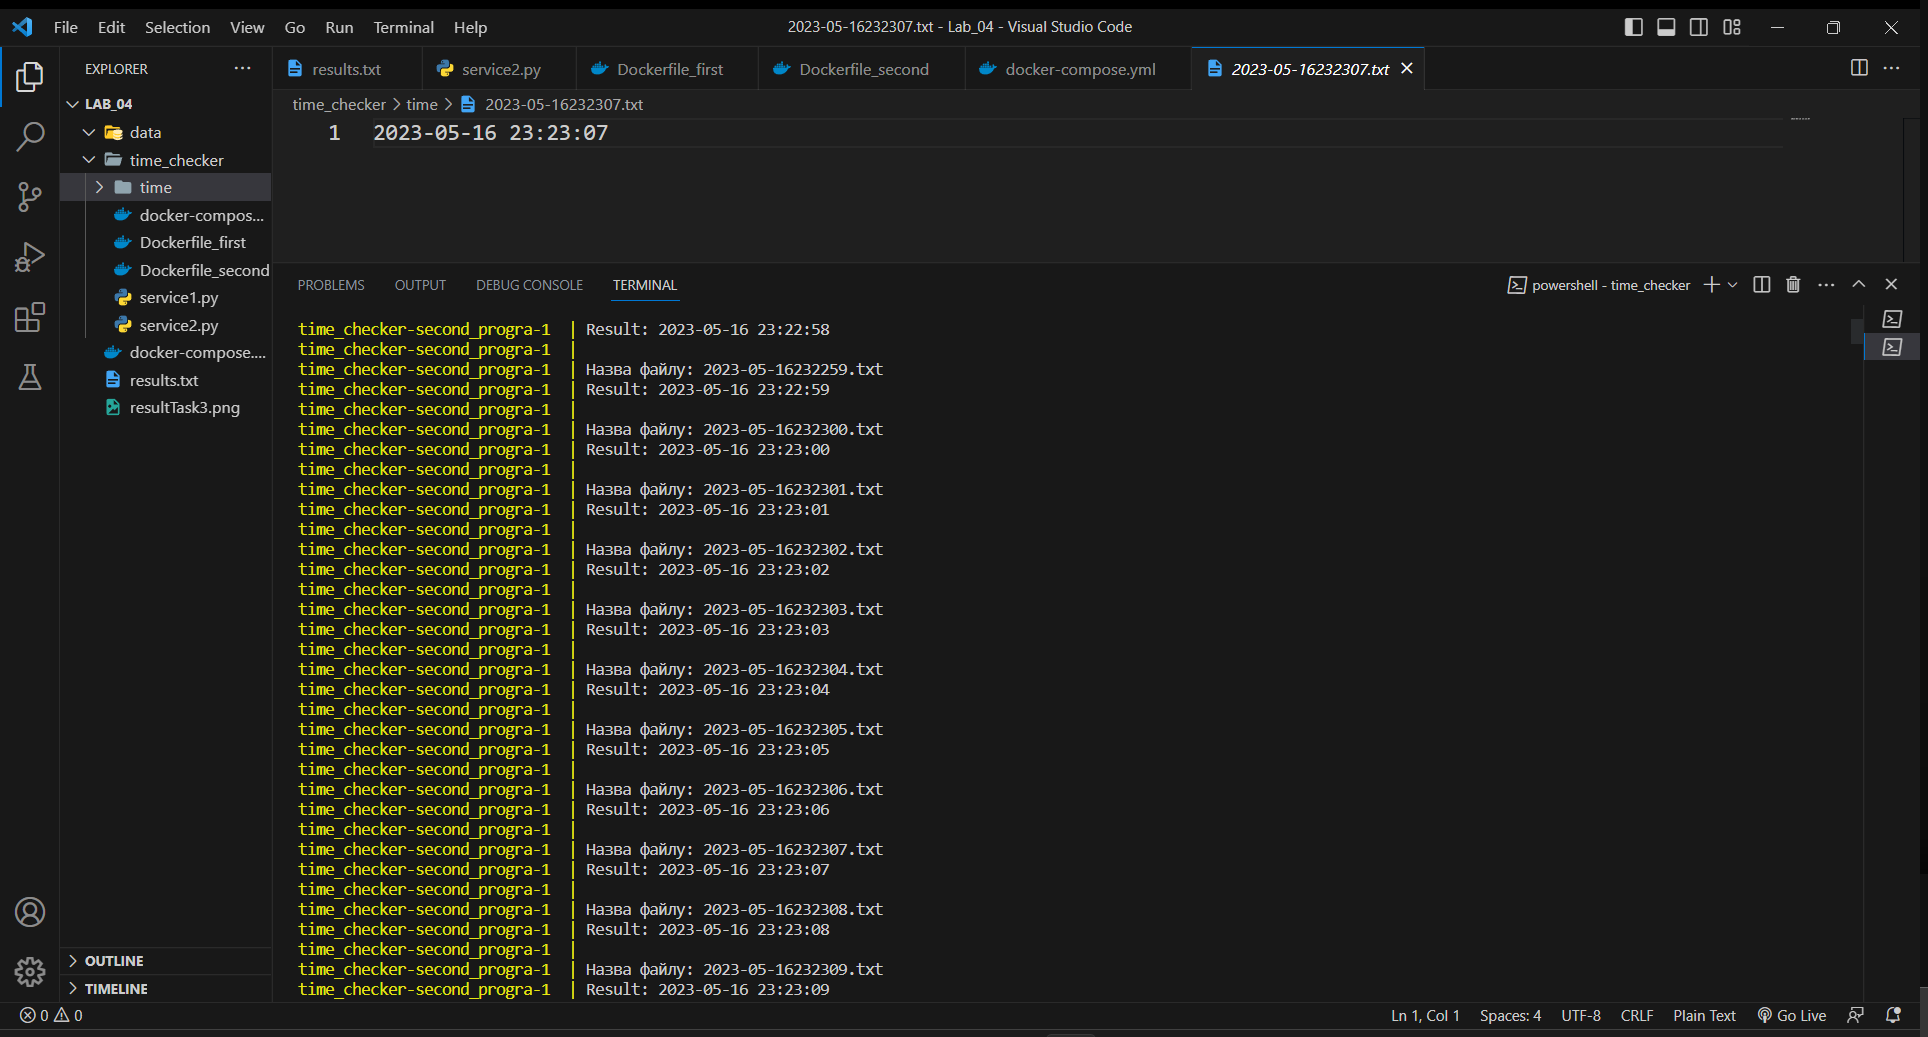 File Edit Selection View Go Run Terminal Help
2023-05-16232307.txt - Lab_04 - Visual Studio Code
EXPLORER
LAB_04
data
time_checker
time
docker-compos...
Dockerfile_first
Dockerfile_second
service1.py
service2.py
docker-compose....
results.txt
resultTask3.png
OUTLINE
TIMELINE
results.txt service2.py Dockerfile_first Dockerfile_second docker-compose.yml 2023-05-16232307.txt
time_checker > time > 2023-05-16232307.txt
1 2023-05-16 23:23:07
PROBLEMS OUTPUT DEBUG CONSOLE TERMINAL
powershell - time_checker
time_checker-second_progra-1 | Result: 2023-05-16 23:22:58
time_checker-second_progra-1 |
time_checker-second_progra-1 | Назва файлу: 2023-05-16232259.txt
time_checker-second_progra-1 | Result: 2023-05-16 23:22:59
time_checker-second_progra-1 |
time_checker-second_progra-1 | Назва файлу: 2023-05-16232300.txt
time_checker-second_progra-1 | Result: 2023-05-16 23:23:00
time_checker-second_progra-1 |
time_checker-second_progra-1 | Назва файлу: 2023-05-16232301.txt
time_checker-second_progra-1 | Result: 2023-05-16 23:23:01
time_checker-second_progra-1 |
time_checker-second_progra-1 | Назва файлу: 2023-05-16232302.txt
time_checker-second_progra-1 | Result: 2023-05-16 23:23:02
time_checker-second_progra-1 |
time_checker-second_progra-1 | Назва файлу: 2023-05-16232303.txt
time_checker-second_progra-1 | Result: 2023-05-16 23:23:03
time_checker-second_progra-1 |
time_checker-second_progra-1 | Назва файлу: 2023-05-16232304.txt
time_checker-second_progra-1 | Result: 2023-05-16 23:23:04
time_checker-second_progra-1 |
time_checker-second_progra-1 | Назва файлу: 2023-05-16232305.txt
time_checker-second_progra-1 | Result: 2023-05-16 23:23:05
time_checker-second_progra-1 |
time_checker-second_progra-1 | Назва файлу: 2023-05-16232306.txt
time_checker-second_progra-1 | Result: 2023-05-16 23:23:06
time_checker-second_progra-1 |
time_checker-second_progra-1 | Назва файлу: 2023-05-16232307.txt
time_checker-second_progra-1 | Result: 2023-05-16 23:23:07
time_checker-second_progra-1 |
time_checker-second_progra-1 | Назва файлу: 2023-05-16232308.txt
time_checker-second_progra-1 | Result: 2023-05-16 23:23:08
time_checker-second_progra-1 |
time_checker-second_progra-1 | Назва файлу: 2023-05-16232309.txt
time_checker-second_progra-1 | Result: 2023-05-16 23:23:09
0 0
Ln 1, Col 1 Spaces: 4 UTF-8 CRLF Plain Text Go Live